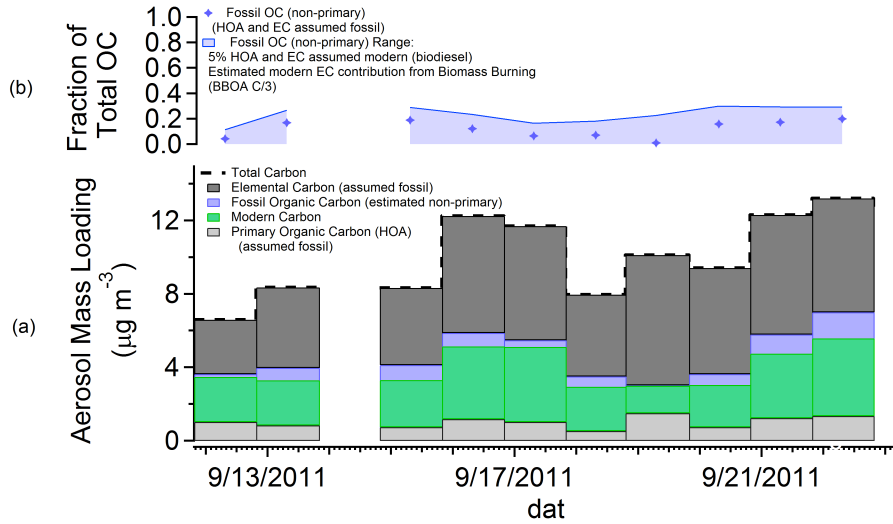 (b)
Fraction of
Total OC
1.0
0.8
0.6
0.4
0.2
0.0
Fossil OC (non-primary)
(HOA and EC assumed fossil)
Fossil OC (non-primary) Range:
5% HOA and EC assumed modern (biodiesel)
Estimated modern EC contribution from Biomass Burning
(BBOA C/3)
(a)
Aerosol Mass Loading
(µg m-3)
12
8
4
0
Total Carbon
Elemental Carbon (assumed fossil)
Fossil Organic Carbon (estimated non-primary)
Modern Carbon
Primary Organic Carbon (HOA)
(assumed fossil)
9/13/2011
9/17/2011
9/21/2011
dat